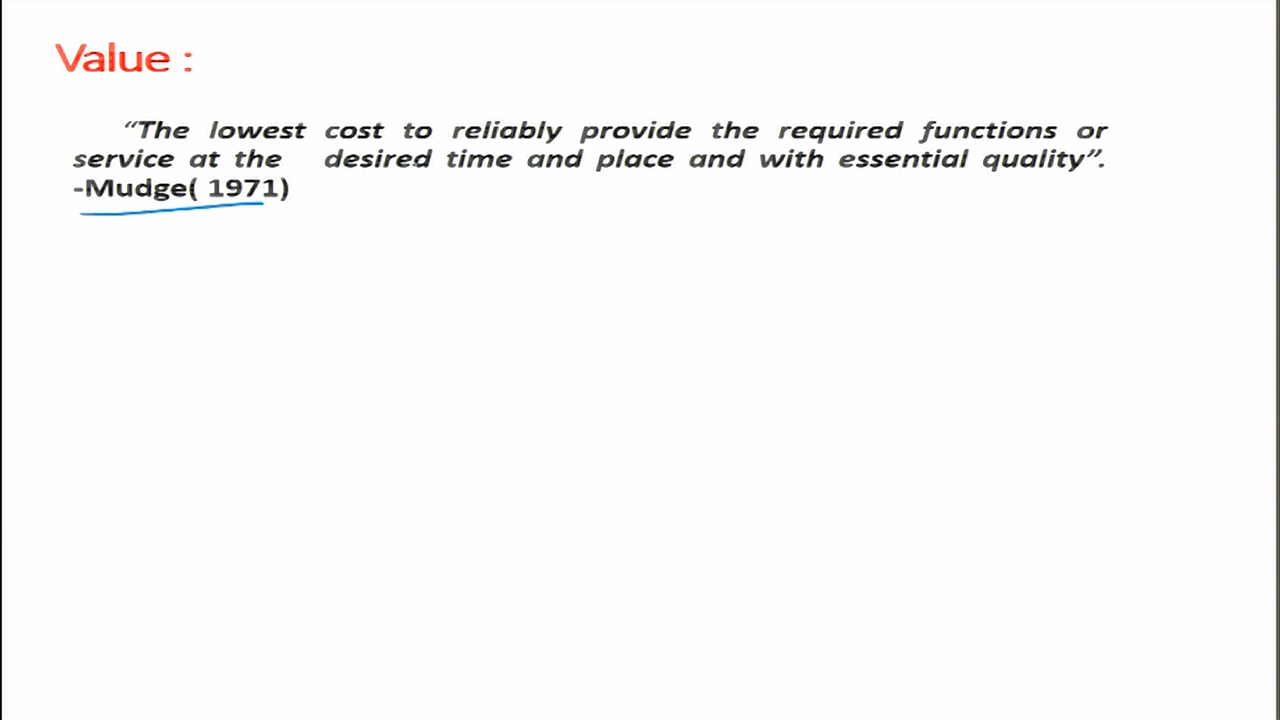 Value :
“The lowest cost to reliably provide the required functions or
service at the desired time and place and with essential quality”.
-Mudge( 1971)